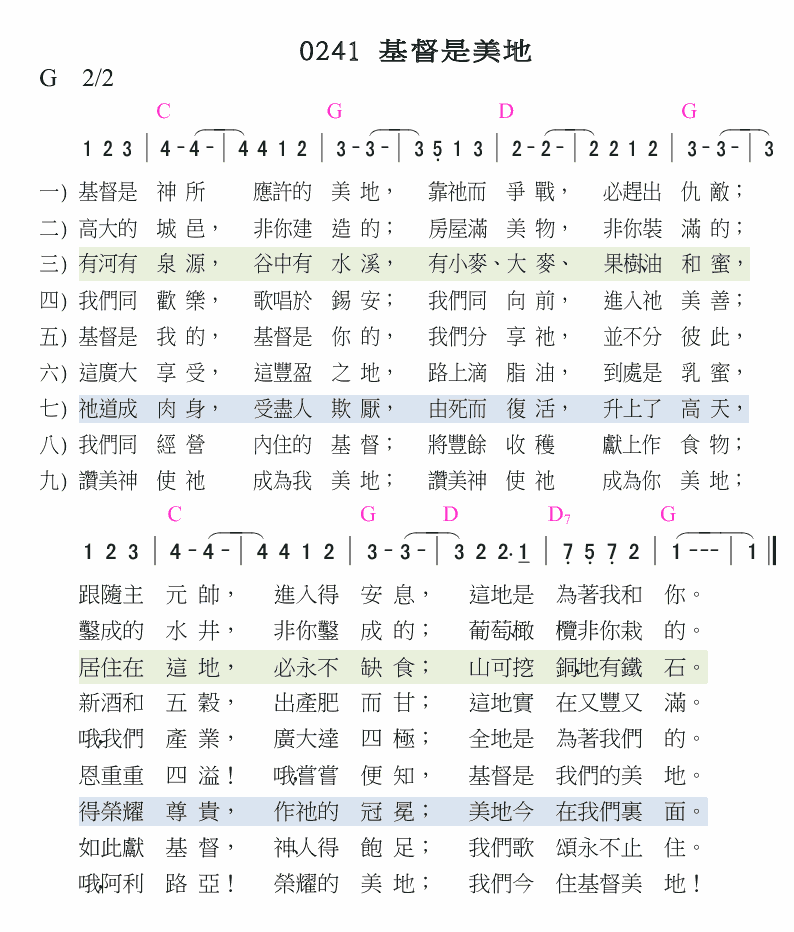 0241 基督是美地
G 2/2
C G D G
1 2 3 | 4 - 4 - | 4 4 1 2 | 3 - 3 - | 3 5 1 3 | 2 - 2 - | 2 2 1 2 | 3 - 3 - | 3
一) 基督是 神 所 應許的 美 地， 靠祂而 爭 戰， 必趕出 仇 敵；
二) 高大的 城 邑， 非你建 造 的； 房屋滿 美 物， 非你裝 滿 的；
三) 有河有 泉 源， 谷中有 水 溪， 有小麥、大 麥、 果樹,油 和 蜜，
四) 我們同 歡 樂， 歌唱於 錫 安； 我們同 向 前， 進入祂 美 善；
五) 基督是 我 的， 基督是 你 的， 我們分 享 祂， 並不分 彼 此，
六) 這廣大 享 受， 這豐盈 之 地， 路上滴 脂 油， 到處是 乳 蜜，
七) 祂道成 肉 身， 受盡人 欺 厭， 由死而 復 活， 升上了 高 天，
八) 我們同 經 營 內住的 基 督； 將豐餘 收 穫 獻上作 食 物；
九) 讚美神 使 祂 成為我 美 地； 讚美神 使 祂 成為你 美 地；
C G D D7 G
1 2 3 | 4 - 4 - | 4 4 1 2 | 3 - 3 - | 3 2 2· 1 | 7 5 7 2 | 1 - - - | 1 ||
跟隨主 元 帥， 進入得 安 息， 這地是 為著我和 你。
鑿成的 水 井， 非你鑿 成 的； 葡萄,橄 欖非你栽 的。
居住在 這 地， 必永不 缺 食； 山可挖 銅,地有鐵 石。
新酒和 五 穀， 出產肥 而 甘； 這地實 在又豐又 滿。
哦,我們 產 業， 廣大達 四 極； 全地是 為著我們 的。
恩重重 四 溢！ 哦,嘗嘗 便 知， 基督是 我們的美 地。
得榮耀 尊 貴， 作祂的 冠 冕； 美地今 在我們裏 面。
如此獻 基 督， 神,人得 飽 足； 我們歌 頌永不止 住。
哦,阿利 路 亞！ 榮耀的 美 地； 我們今 住基督美 地！